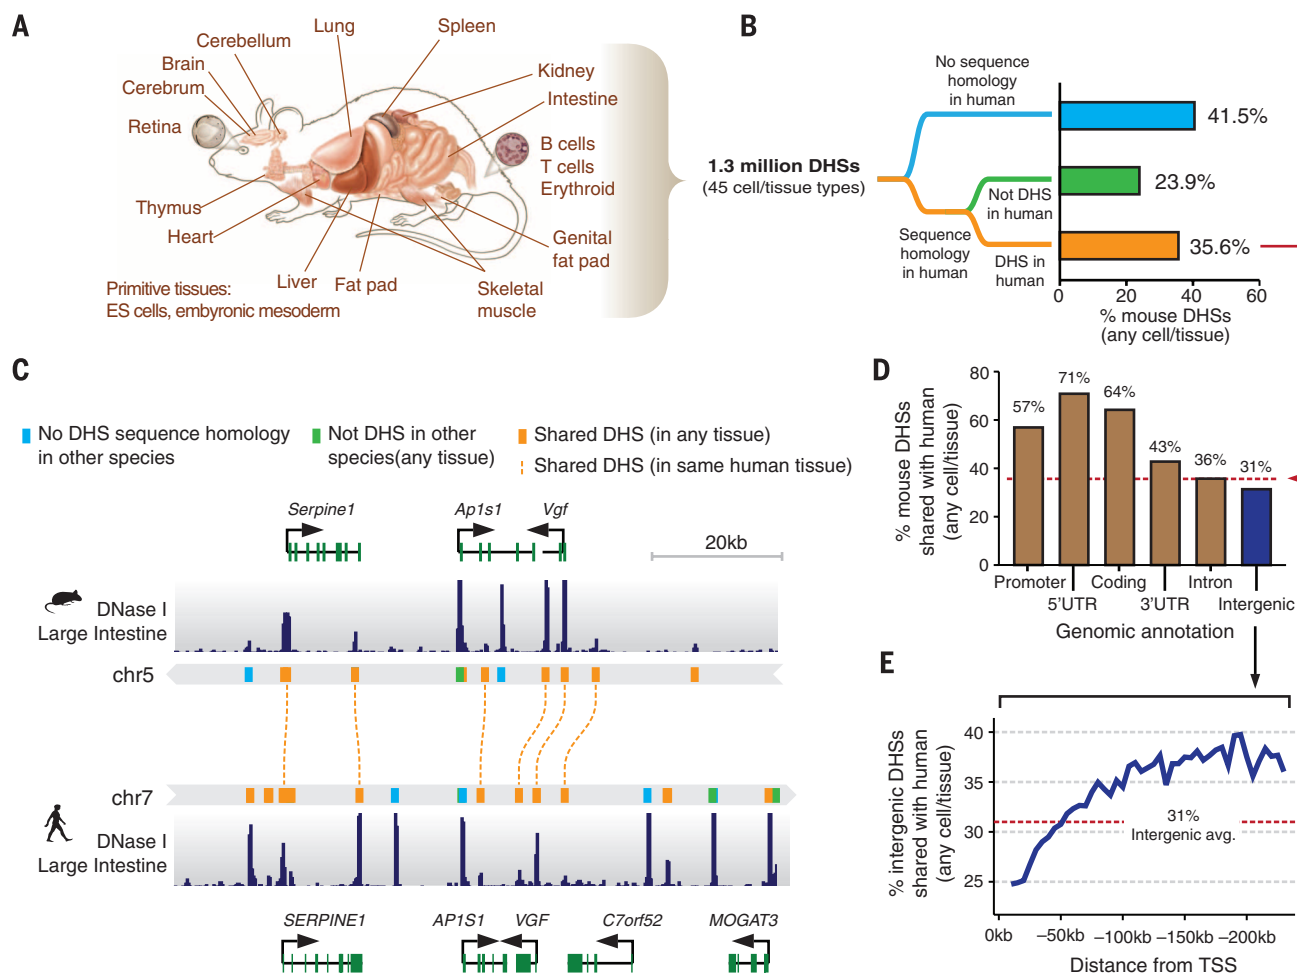 A
Lung
Spleen
Cerebellum
Brain
Cerebrum
Kidney
Intestine
Retina
B cells
T cells
Erythroid
Thymus
Heart
Genital
fat pad
Liver
Fat pad
Skeletal
muscle
Primitive tissues:
ES cells, embyronic mesoderm
B
No sequence
homology
in human
41.5%
1.3 million DHSs
(45 cell/tissue types)
Not DHS
in human
23.9%
Sequence
homology
in human
DHS in
human
35.6%
0 20 40 60
% mouse DHSs
(any cell/tissue)
C
No DHS sequence homology
in other species
Not DHS in other
species(any tissue)
Shared DHS (in any tissue)
Shared DHS (in same human tissue)
Serpine1
Ap1s1
Vgf
20kb
DNase I
Large Intestine
chr5
chr7
DNase I
Large Intestine
SERPINE1
AP1S1
VGF
C7orf52
MOGAT3
D
% mouse DHSs
shared with human
(any cell/tissue)
80
60
40
20
0
57%
71%
64%
43%
36%
31%
Promoter
5'UTR
Coding
3'UTR
Intron
Intergenic
Genomic annotation
E
% intergenic DHSs
shared with human
(any cell/tissue)
40
35
30
25
31%
Intergenic avg.
0kb −50kb −100kb −150kb −200kb
Distance from TSS